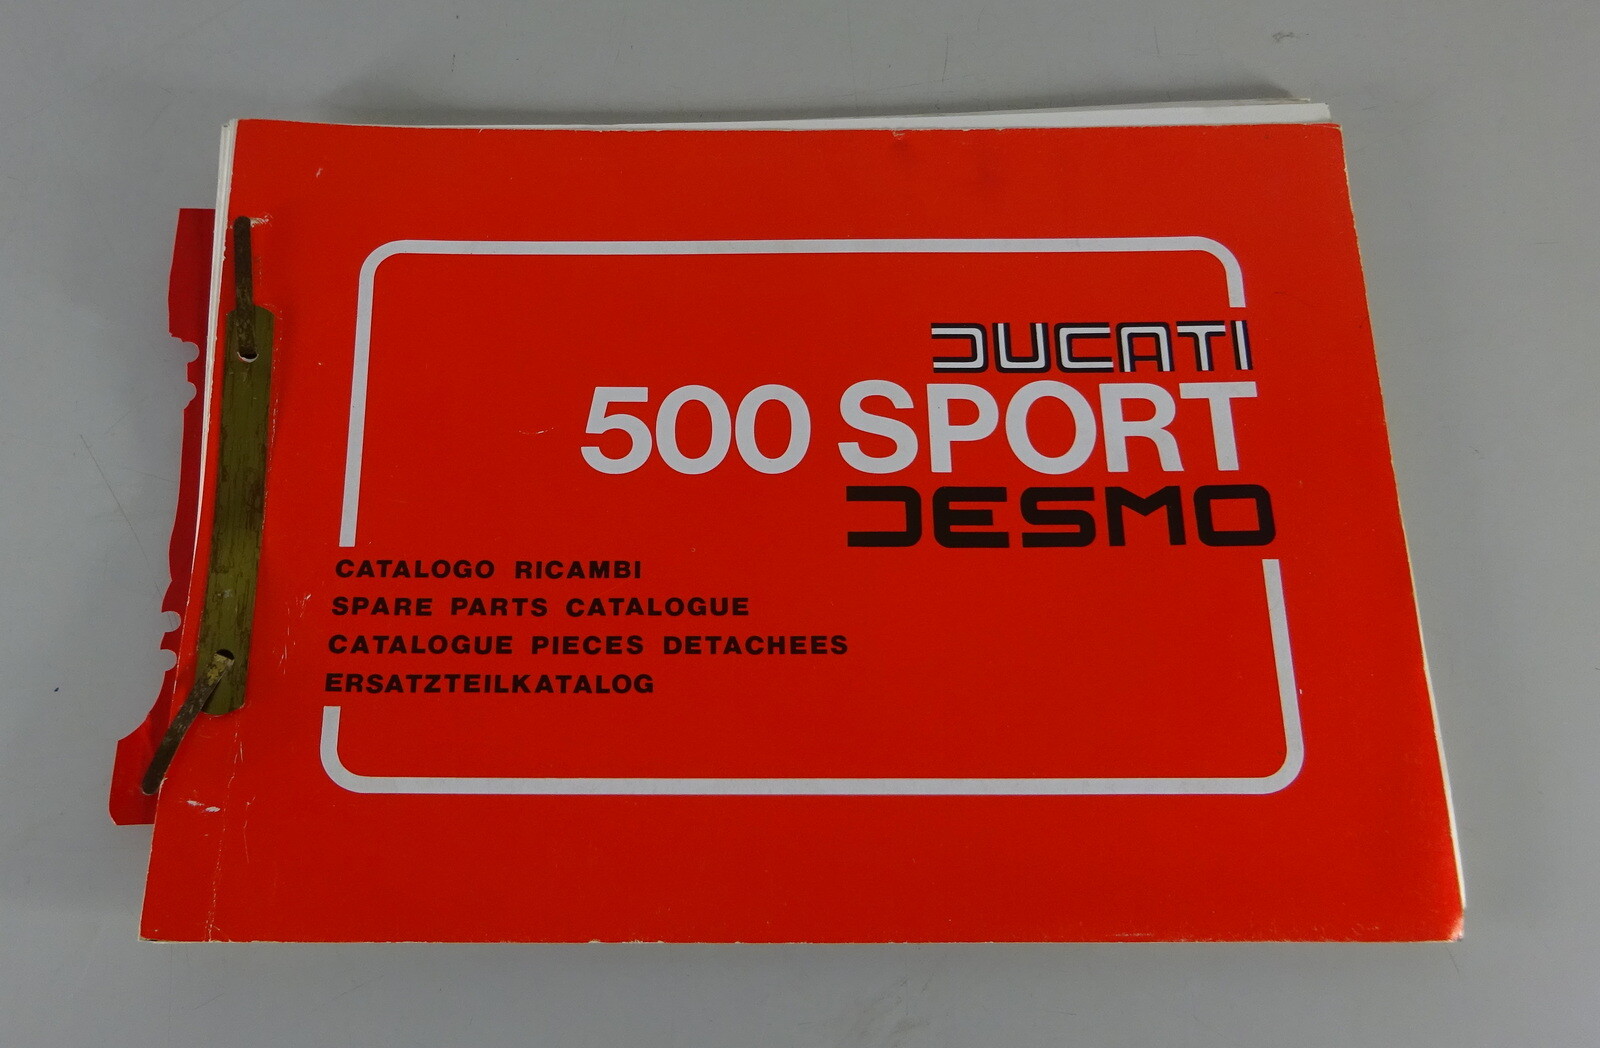 DUCATI
500 SPORT
DESMO
CATALOGO RICAMBI
SPARE PARTS CATALOGUE
CATALOGUE PIECES DETACHEES
ERSATZTEILKATALOG